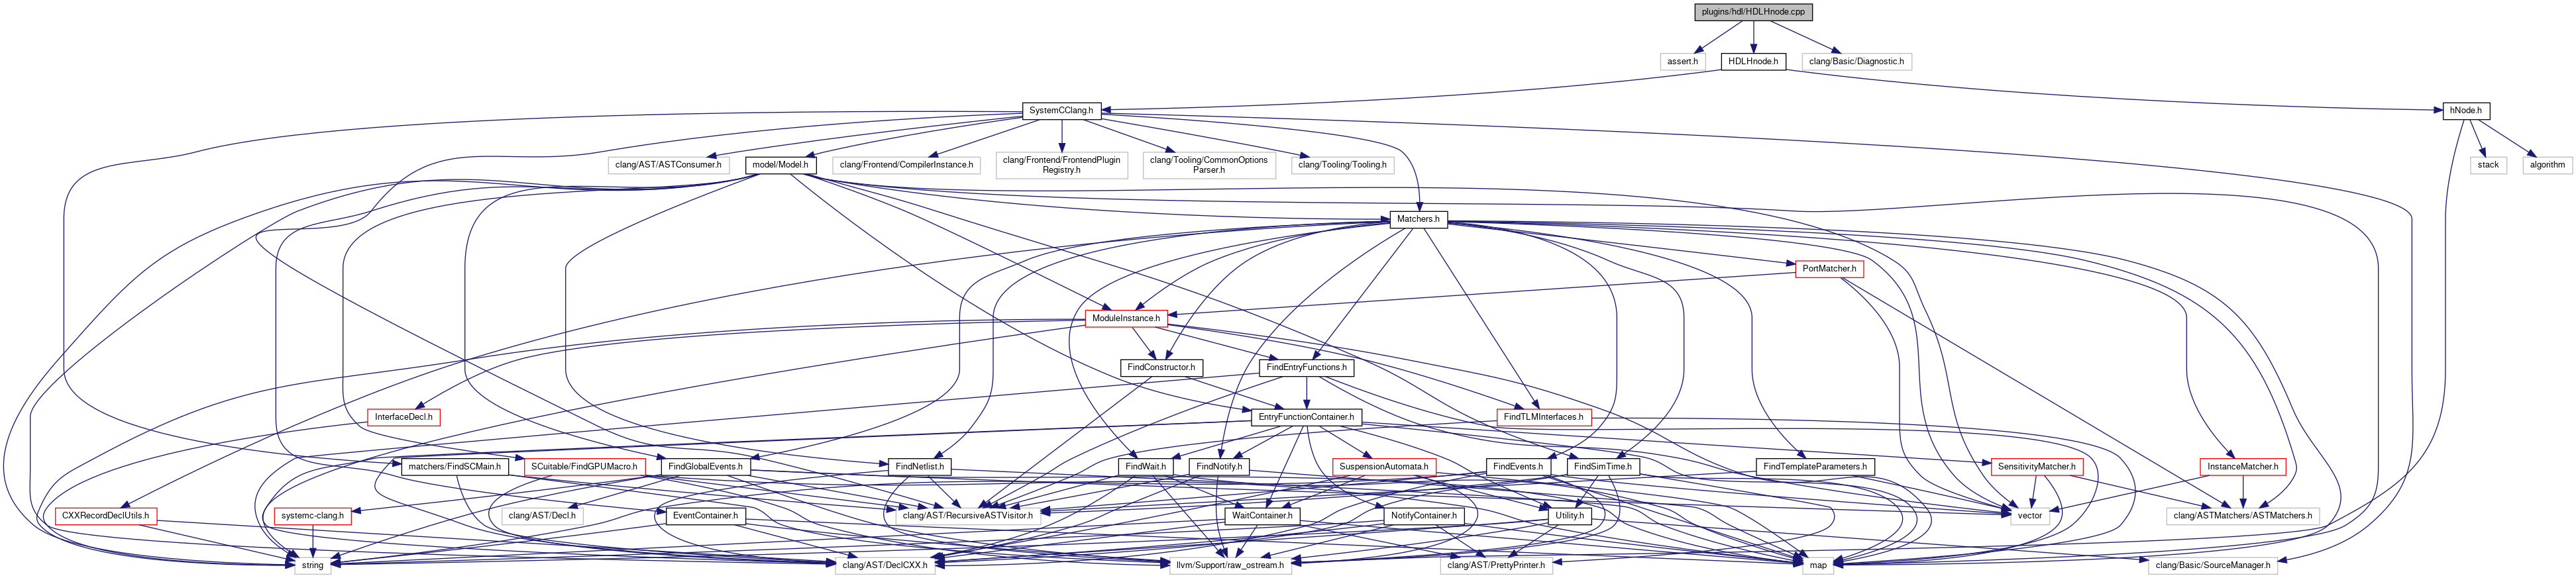 plugins/hdl/HDLHnode.cpp
assert.h
HDLHnode.h
clang/Basic/Diagnostic.h
SystemCClang.h
hNode.h
clang/AST/ASTConsumer.h
model/Model.h
clang/Frontend/CompilerInstance.h
clang/Frontend/FrontendPlugin
Registry.h
clang/Tooling/CommonOptions
Parser.h
clang/Tooling/Tooling.h
stack
algorithm
Matchers.h
PortMatcher.h
ModuleInstance.h
FindConstructor.h
FindEntryFunctions.h
InterfaceDecl.h
EntryFunctionContainer.h
FindTLMInterfaces.h
matchers/FindSCMain.h
SCuitable/FindGPUMacro.h
FindGlobalEvents.h
FindNetlist.h
FindWait.h
FindNotify.h
SuspensionAutomata.h
FindEvents.h
FindSimTime.h
FindTemplateParameters.h
SensitivityMatcher.h
InstanceMatcher.h
CXXRecordDeclUtils.h
systemc-clang.h
clang/AST/Decl.h
EventContainer.h
clang/AST/RecursiveASTVisitor.h
WaitContainer.h
NotifyContainer.h
Utility.h
vector
clang/ASTMatchers/ASTMatchers.h
string
clang/AST/DeclCXX.h
llvm/Support/raw_ostream.h
clang/AST/PrettyPrinter.h
map
clang/Basic/SourceManager.h